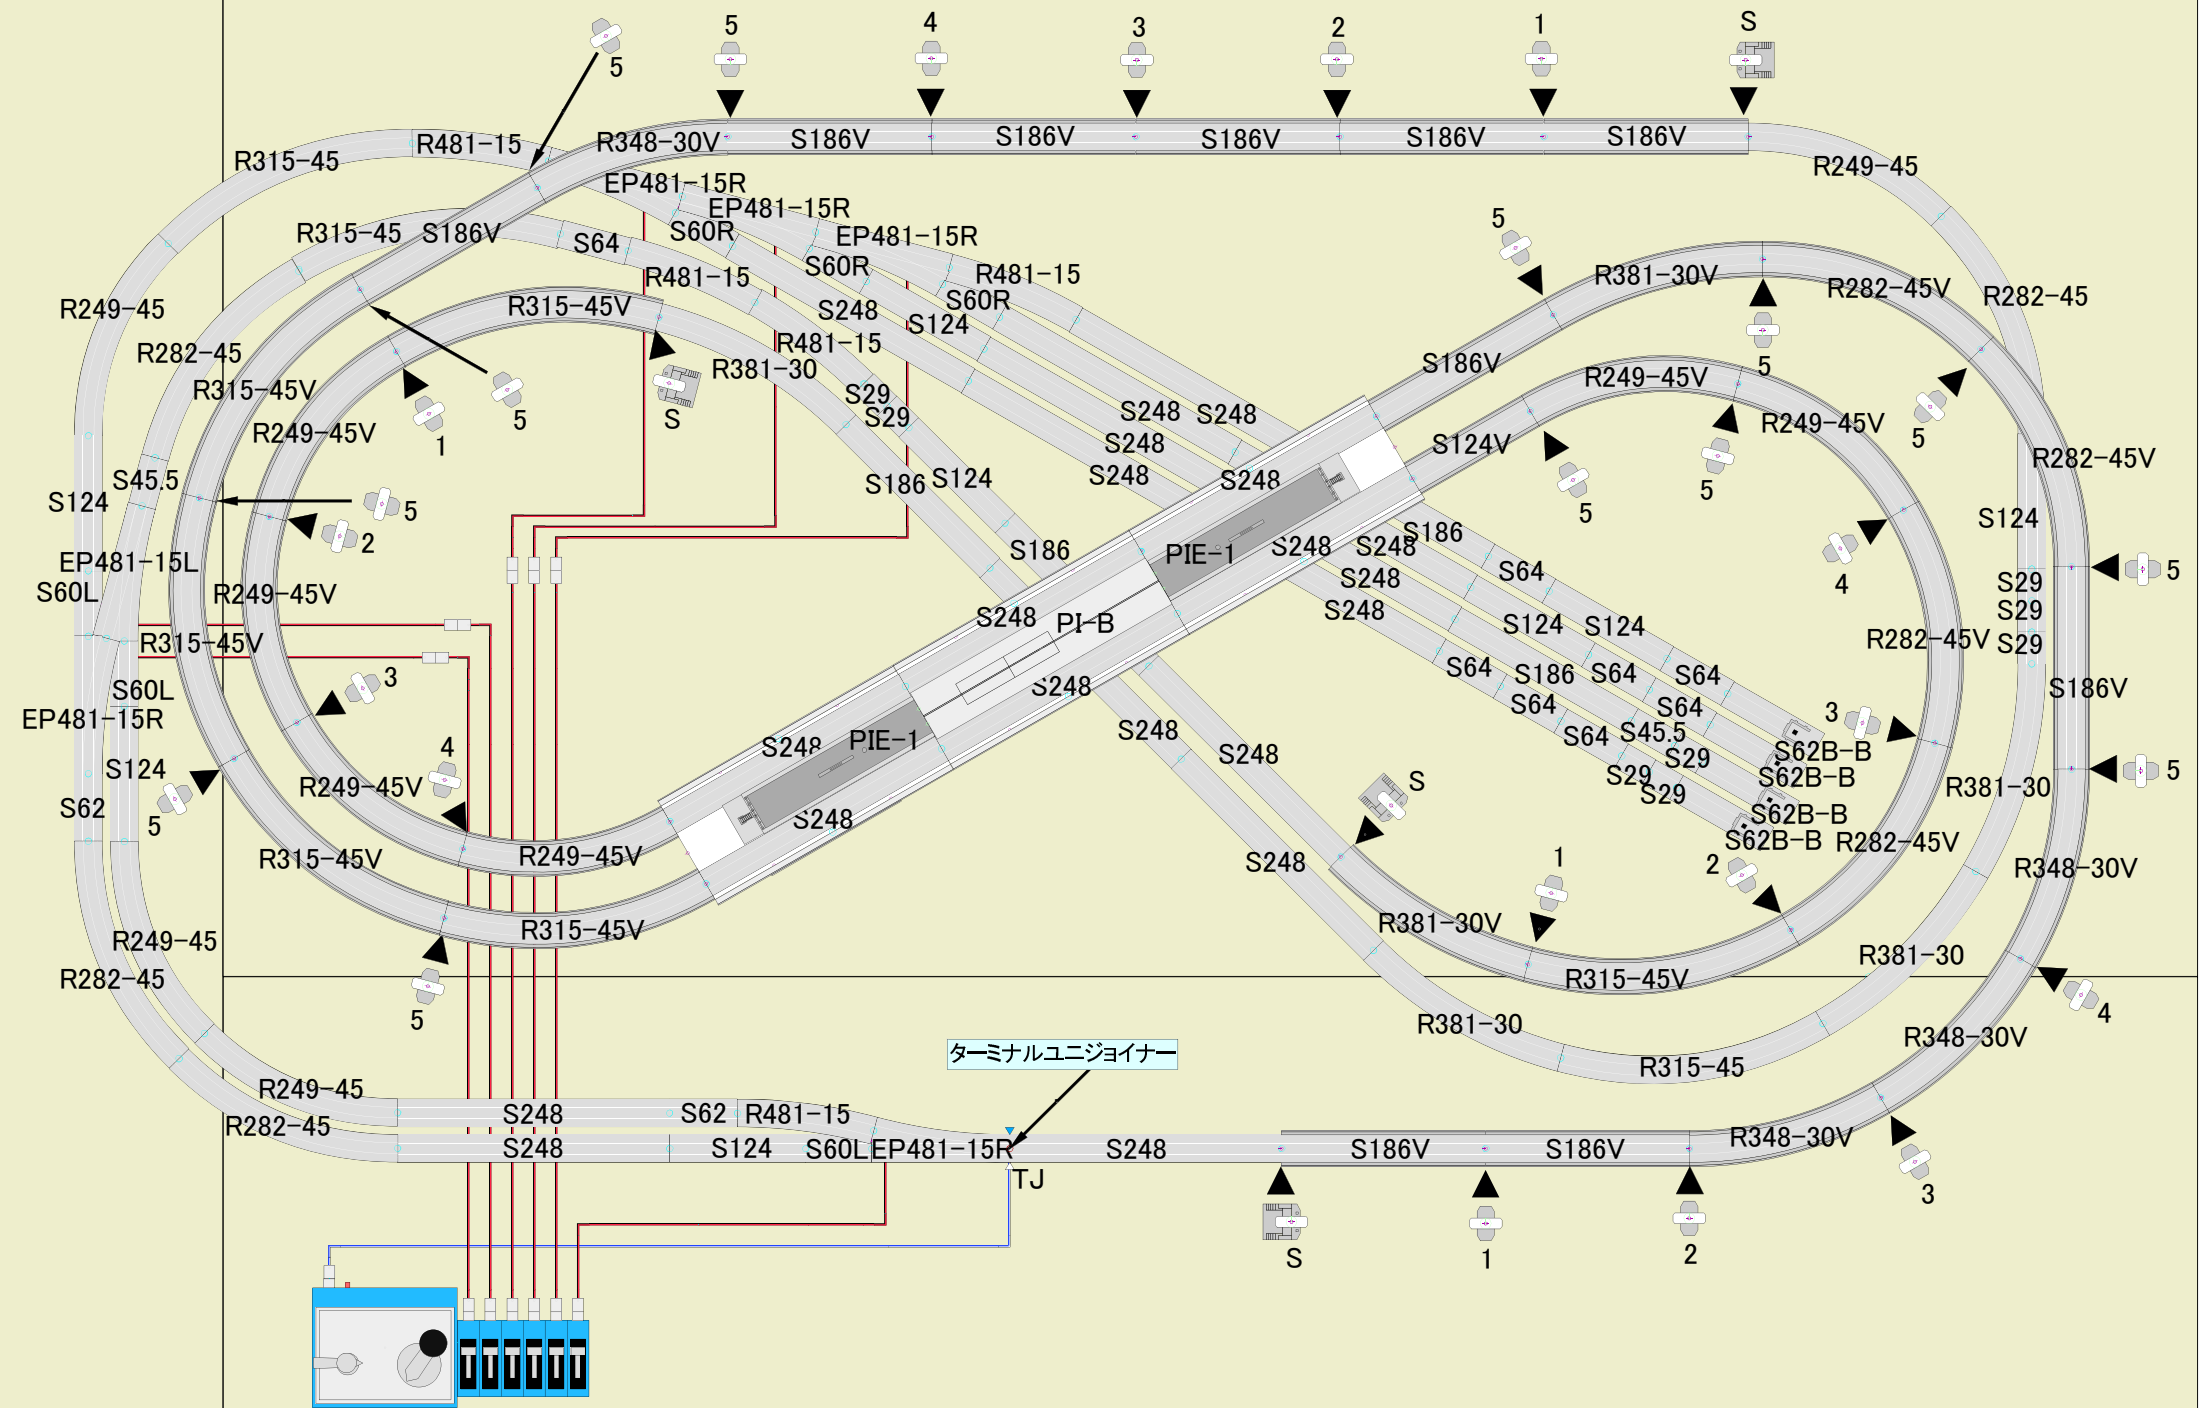 5
4
3
2
1
S
5
R348-30V
S186V
S186V
S186V
S186V
S186V
R481-15
R315-45
R249-45
EP481-15R
EP481-15R
EP481-15R
S60R
R315-45
S186V
S64
5
S60R
R481-15
R481-15
R381-30V
R282-45V
R282-45
S60R
R249-45
R315-45V
S248
S124
R481-15
R282-45
R381-30
S186V
5
R249-45V
R315-45V
S29
S29
S
5
1
S248
S248
R249-45V
5
R249-45V
S124V
S248
S248
S248
R282-45V
S45.5
S186
S124
5
5
5
S124
5
2
S186
S186
S248
S248
S124
PIE-1
4
EP481-15L
S64
S248
5
S29
S60L
R249-45V
S248
S248
S29
PI-B
S124
S124
R315-45V
R282-45V
S29
3
S64
S186
S64
S64
S60L
S248
S186V
EP481-15R
S64
S64
3
S248
S248
S64
S45.5
PIE-1
S248
4
S62B-B
S29
S124
S29
S62B-B
5
R249-45V
S
R381-30
S29
S62
S248
S62B-B
5
S62B-B
R282-45V
R315-45V
R249-45V
S248
1
2
R348-30V
R249-45
R315-45V
R381-30V
R381-30
R282-45
R315-45V
5
R381-30
4
R348-30V
ターミナルユニジョイナー
R315-45
R249-45
S248
S62
R481-15
R282-45
S248
S124
S60L
EP481-15R
S248
S186V
S186V
R348-30V
TJ
3
S
1
2